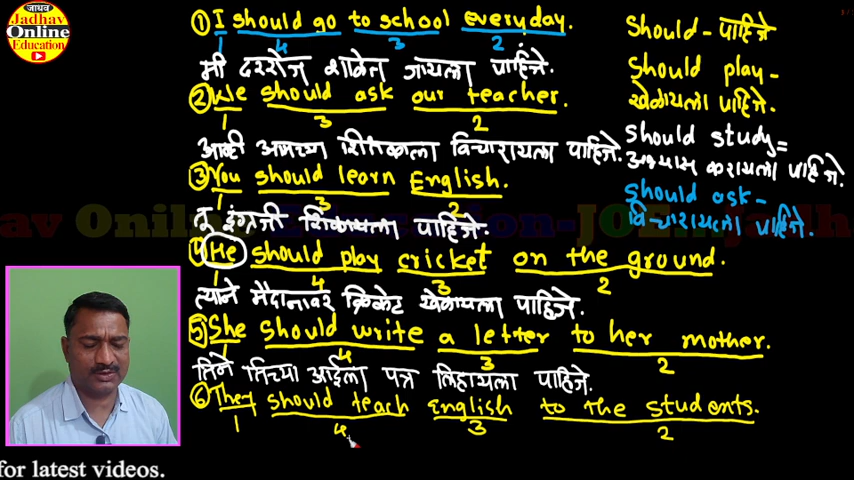 जाधव
Jadhav
Online
Education
① I should go to school everyday.
1 4 3 2
मी दररोज शाळेत जायला पाहिजे.
② We should ask our teacher.
1 3 2
आम्ही आमच्या शिक्षकाला विचारायला पाहिजे.
③ You should learn English.
1 3 2
तू इंग्रजी शिकायला पाहिजे.
4 He should play cricket on the ground.
4 3 2
त्याने मैदानावर क्रिकेट खेळायला पाहिजे.
⑤ She should write a letter to her mother.
1 4 3 2
तिने तिच्या आईला पत्र लिहायला पाहिजे.
⑥ They should teach English to the students.
1 4 3 2
Should - पाहिजे
Should play -
खेळायला पाहिजे.
Should study =
अभ्यास करायला पाहिजे.
Should ask -
विचारायला पाहिजे.
for latest videos.